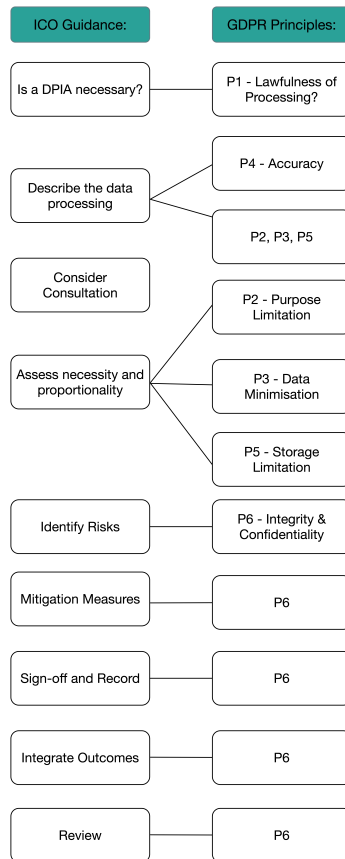 ICO Guidance:
GDPR Principles:
Is a DPIA necessary?
P1 - Lawfulness of
Processing?
P4 - Accuracy
Describe the data
processing
P2, P3, P5
Consider
Consultation
P2 - Purpose
Limitation
Assess necessity and
proportionality
P3 - Data
Minimisation
P5 - Storage
Limitation
Identify Risks
P6 - Integrity &
Confidentiality
Mitigation Measures
P6
Sign-off and Record
P6
Integrate Outcomes
P6
Review
P6